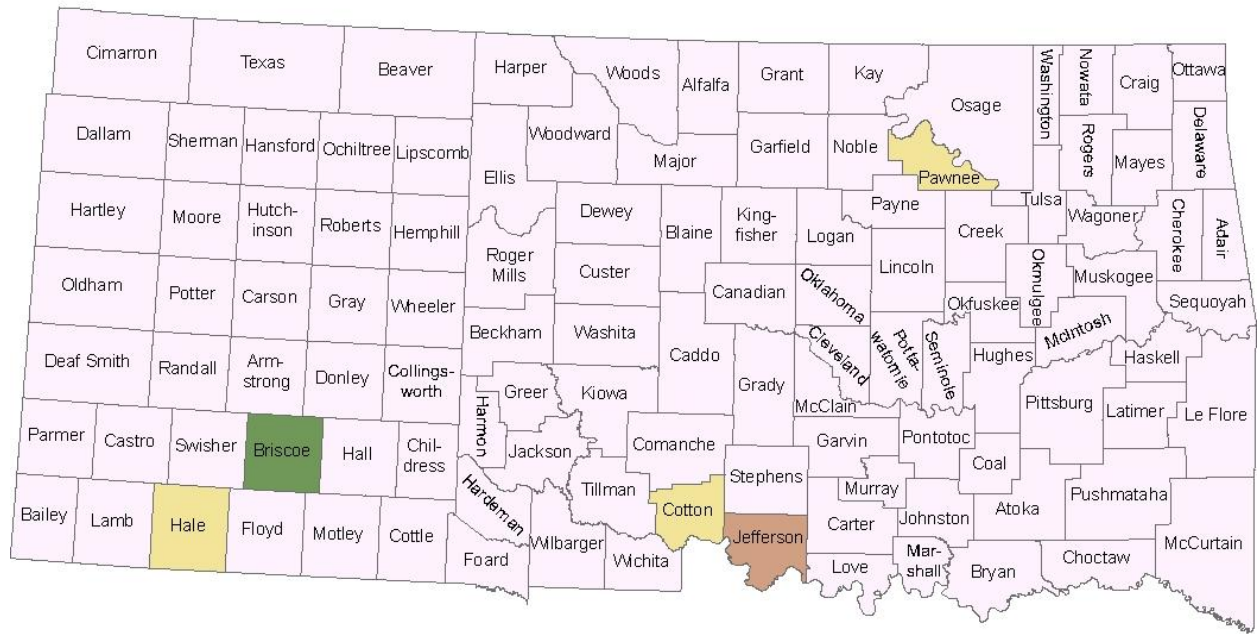 Cimarron
Texas
Beaver
Harper
Woods
Alfalfa
Grant
Kay
Osage
Washington
Nowata
Craig
Ottawa
Dallam
Sherman
Hansford
Ochiltree
Lipscomb
Ellis
Woodward
Major
Garfield
Noble
Pawnee
Rogers
Mayes
Delaware
Hartley
Moore
Hutch-
inson
Roberts
Hemphill
Roger
Mills
Dewey
Blaine
King-
fisher
Logan
Payne
Creek
Tulsa
Wagoner
Cherokee
Adair
Oldham
Potter
Carson
Gray
Wheeler
Custer
Canadian
Oklahoma
Lincoln
Okfuskee
Okmulgee
Muskogee
Sequoyah
Deaf Smith
Randall
Arm-
strong
Donley
Collings-
worth
Beckham
Washita
Caddo
Grady
Cleveland
Potta-
watomie
Seminole
Hughes
McIntosh
Haskell
Harmon
Greer
Kiowa
McClain
Pittsburg
Latimer
Le Flore
Parmer
Castro
Swisher
Briscoe
Hall
Chil-
dress
Jackson
Comanche
Garvin
Pontotoc
Coal
Stephens
Bailey
Lamb
Hale
Floyd
Motley
Cottle
Hardeman
Foard
Wilbarger
Tillman
Wichita
Cotton
Jefferson
Murray
Carter
Johnston
Atoka
Pushmataha
Love
Mar-
shall
Bryan
Choctaw
McCurtain